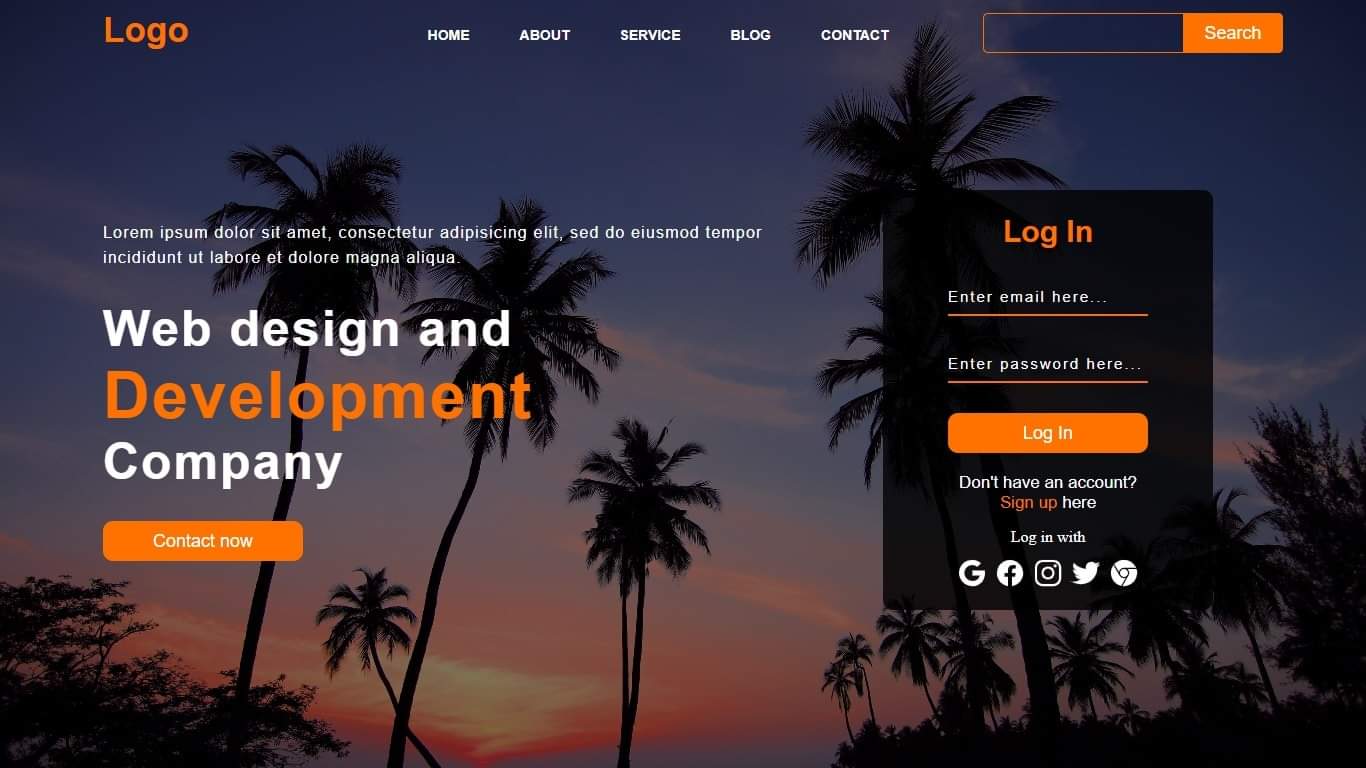 Logo
HOME ABOUT SERVICE BLOG CONTACT
Search
Lorem ipsum dolor sit amet, consectetur adipisicing elit, sed do eiusmod tempor
incididunt ut labore et dolore magna aliqua.
Web design and
Development
Company
Contact now
Log In
Enter email here...
Enter password here...
Log In
Don't have an account?
Sign up here
Log in with